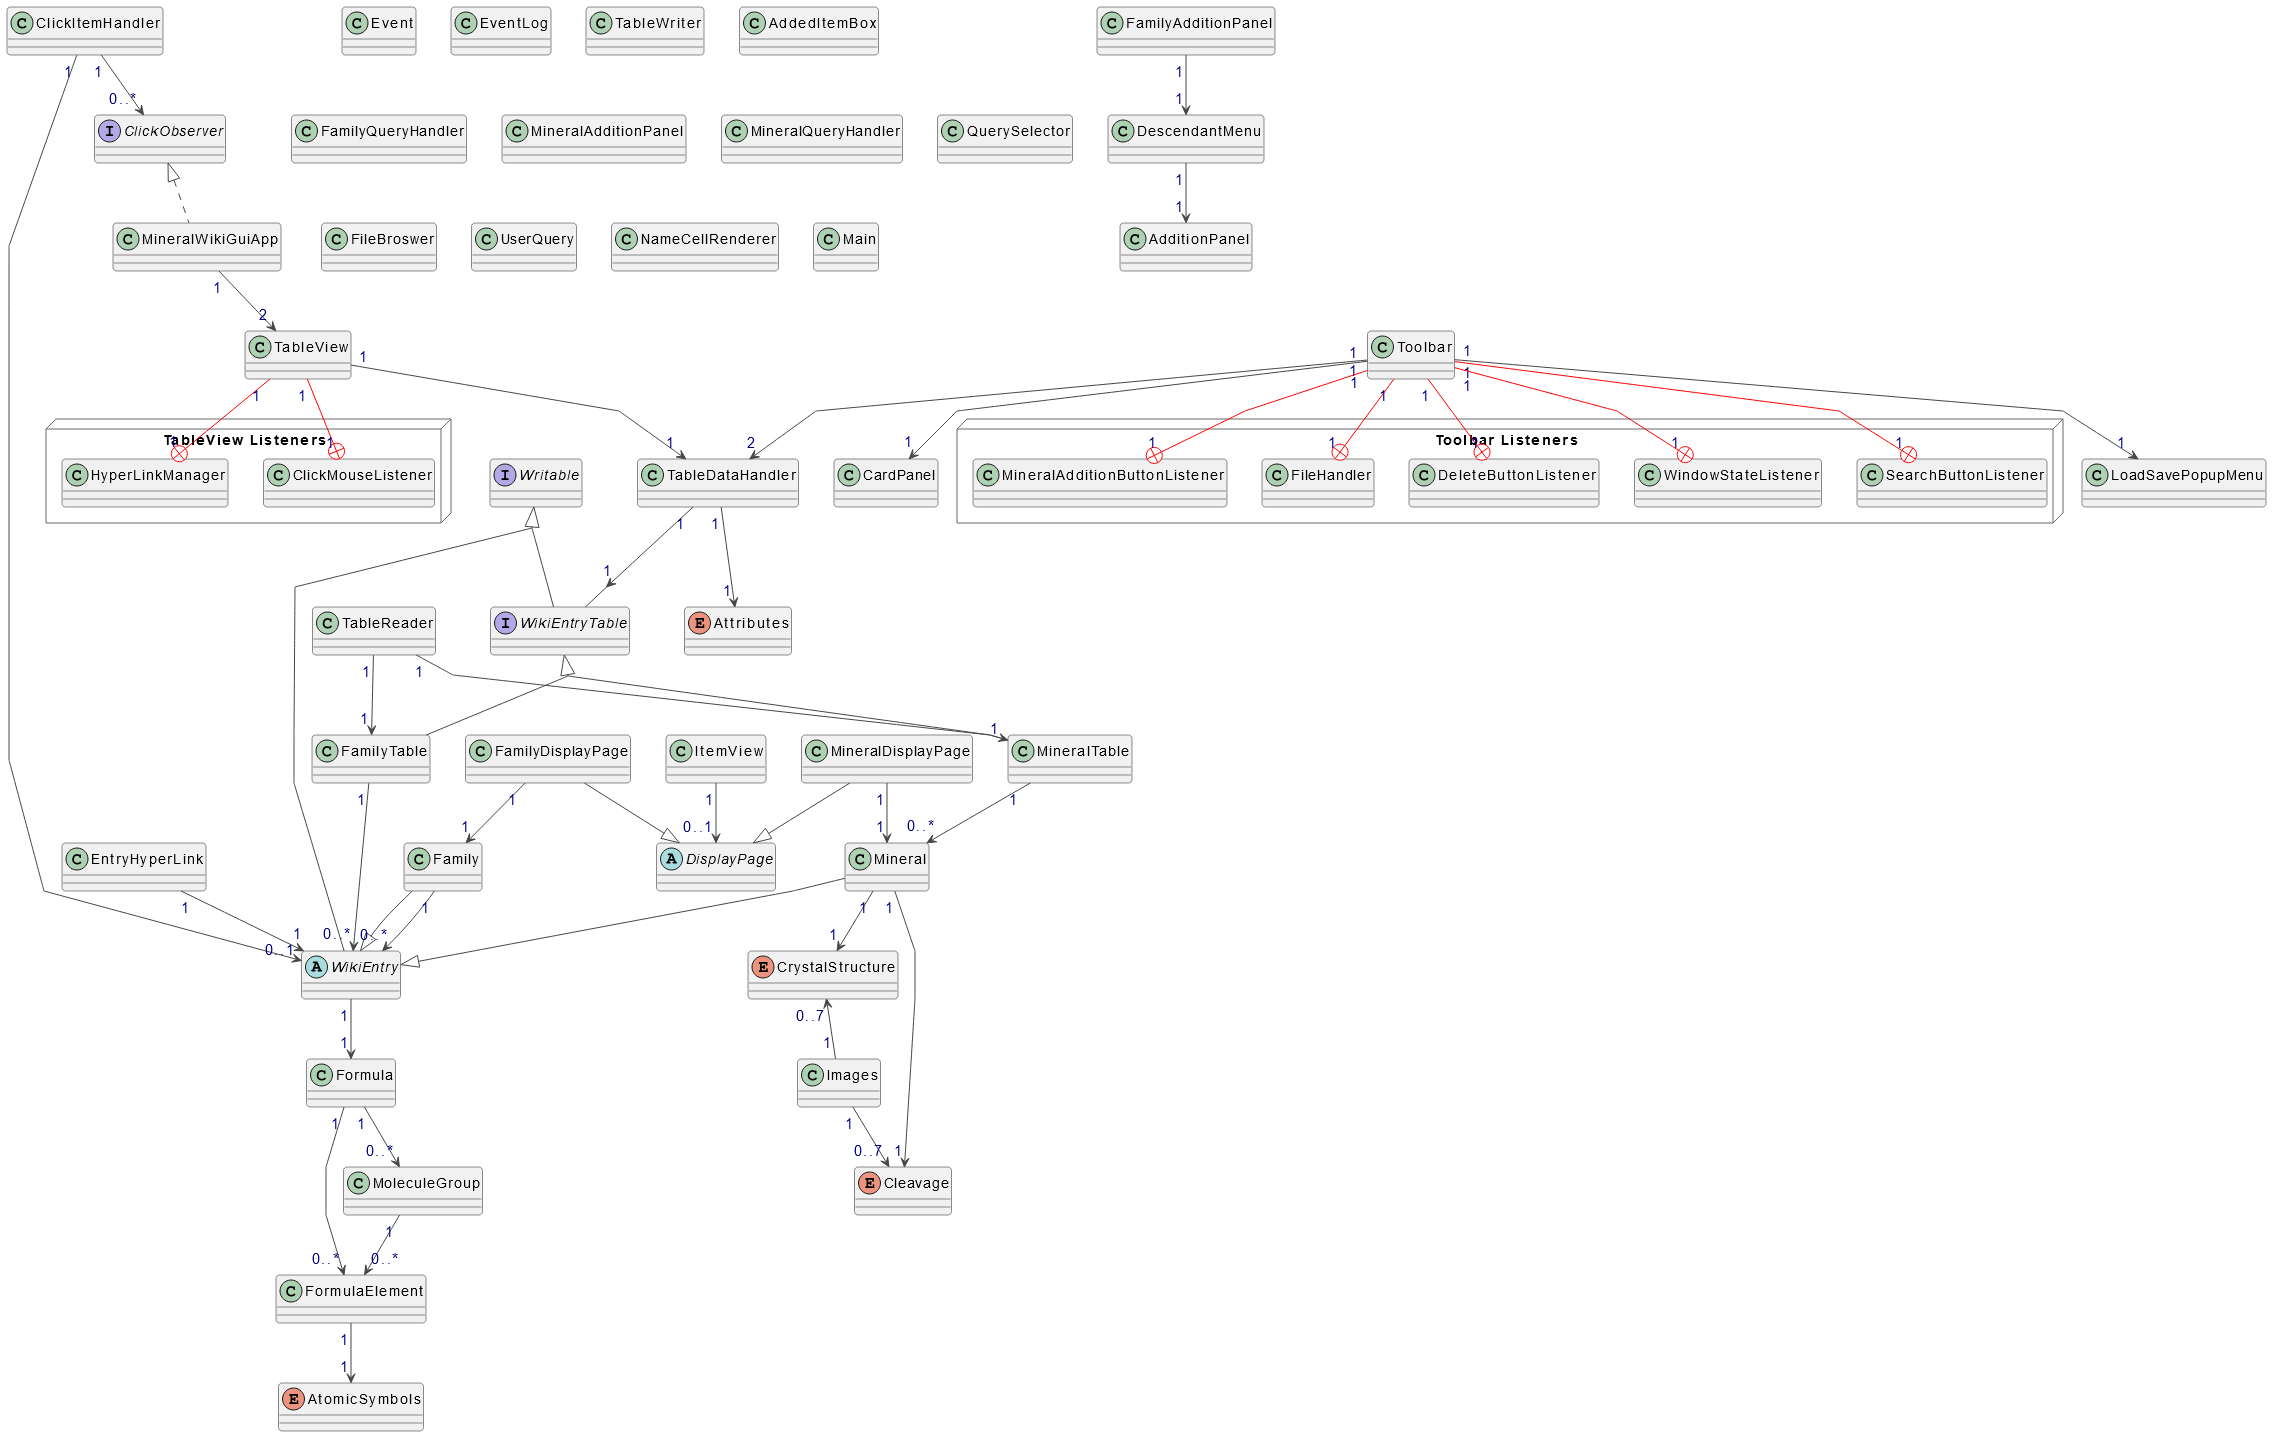 C ClickItemHandler
C Event
C EventLog
C TableWriter
C AddedItemBox
C FamilyAdditionPanel
1
1
1
0..*
1
I ClickObserver
C FamilyQueryHandler
C MineralAdditionPanel
C MineralQueryHandler
C QuerySelector
C DescendantMenu
1
1
C MineralWikiGuiApp
C FileBroswer
C UserQuery
C NameCellRenderer
C Main
C AdditionPanel
1
2
C TableView
1
C Toolbar
1
1
1
1
1
1
1
1
1
1
TableView Listeners
1
1
C HyperLinkManager
C ClickMouseListener
I Writable
1
2
C TableDataHandler
1
C CardPanel
Toolbar Listeners
1
1
1
1
1
C MineralAdditionButtonListener
C FileHandler
C DeleteButtonListener
C WindowStateListener
C SearchButtonListener
1
C LoadSavePopupMenu
1
1
1
1
C TableReader
I WikiEntryTable
E Attributes
1
1
1
1
C FamilyTable
C FamilyDisplayPage
C ItemView
C MineralDisplayPage
C MineralTable
1
1
1
1
1
1
0..1
1
0..*
C EntryHyperLink
C Family
A DisplayPage
C Mineral
1
1
1
1
1
0..1
0..*
0..*
1
A WikiEntry
E CrystalStructure
1
1
0..7
1
C Formula
C Images
1
1
0..*
1
0..7
1
C MoleculeGroup
E Cleavage
1
0..*
0..*
C FormulaElement
1
1
E AtomicSymbols